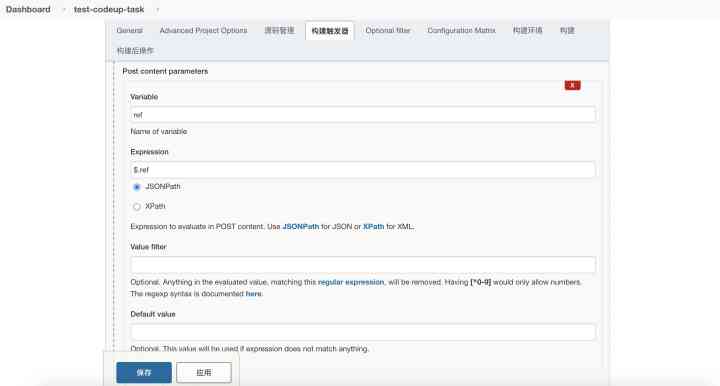 Dashboard > test-codeup-task >
General Advanced Project Options 源码管理 构建触发器 Optional filter Configuration Matrix 构建环境 构建
构建后操作
Post content parameters
X
Variable
ref
Name of variable
Expression
$.ref
JSONPath
XPath
Expression to evaluate in POST content. Use JSONPath for JSON or XPath for XML.
Value filter
Optional. Anything in the evaluated value, matching this regular expression, will be removed. Having [^0-9] would only allow numbers.
The regexp syntax is documented here.
Default value
Optional. This value will be used if expression does not match anything.
保存 应用